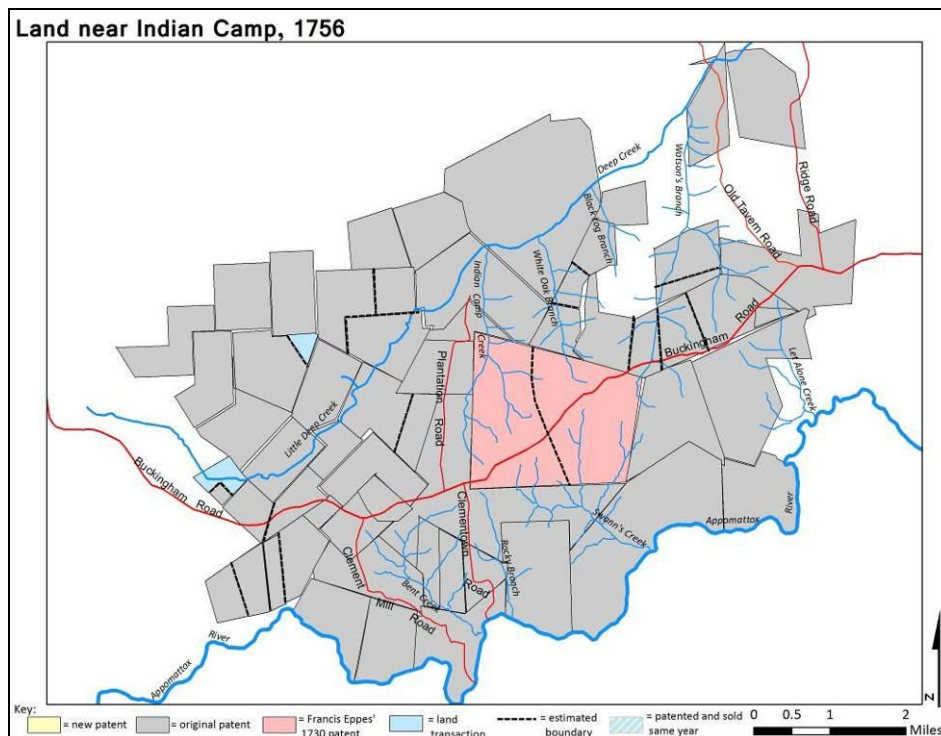 Land near Indian Camp, 1756
Deep Creek
Black Log Branch
Watson's Branch
Old Tavern Road
Ridge Road
White Oak Branch
Indian Camp Creek
Plantation Road
Buckingham Road
Let Alone Creek
Little Deep Creek
Buckingham Road
Clementown Road
Swann's Creek
Appomattox River
Rocky Branch
Clement Mill Road
Bent Creek
Appomattox River
N
Key:
= new patent
= original patent
= Francis Eppes'
1730 patent
= land
transaction
= estimated
boundary
= patented and sold
same year
0 0.5 1 2
Miles